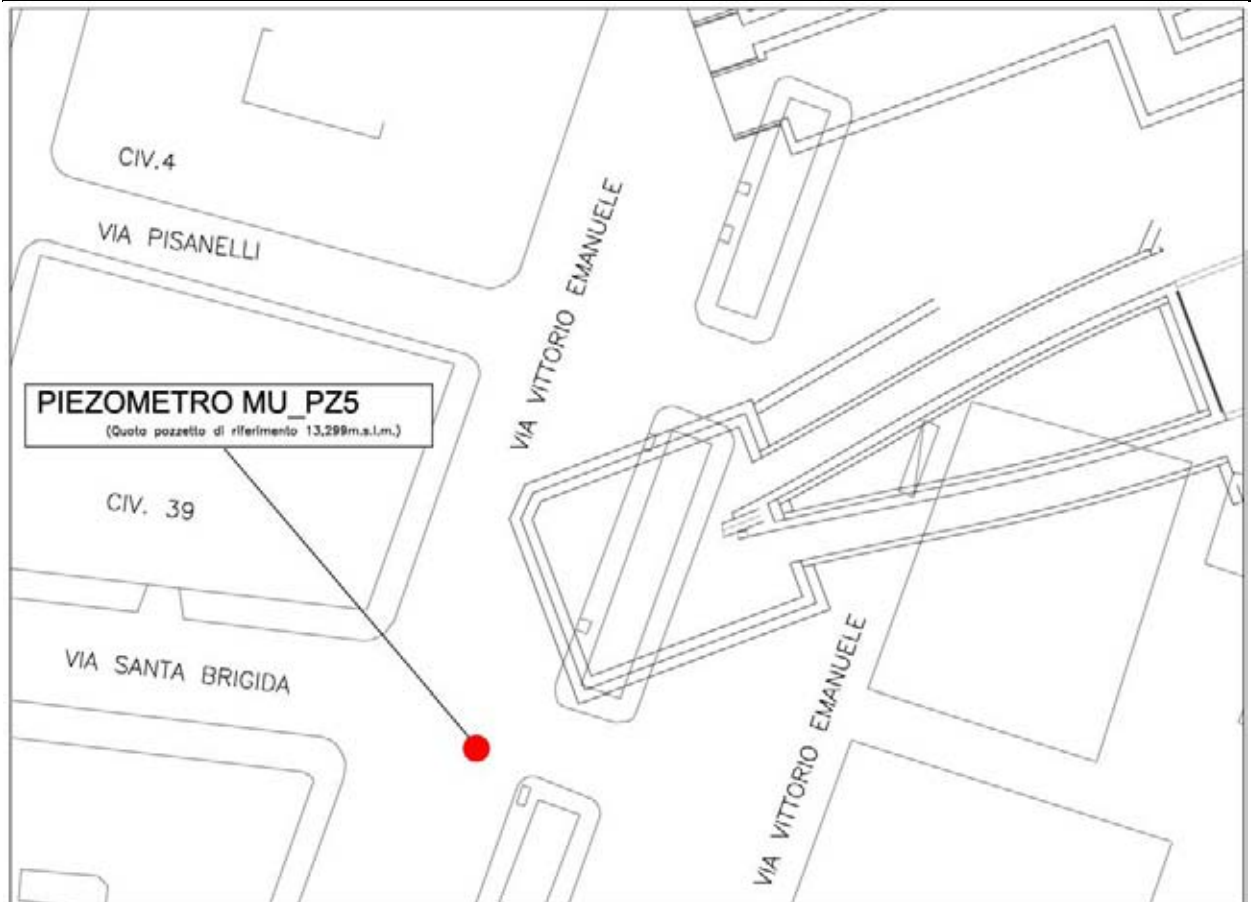 CIV.4
VIA PISANELLI
VIA VITTORIO EMANUELE
PIEZOMETRO MU_PZ5
(Quota pozzetto di riferimento 13,299m.s.l.m.)
CIV. 39
VIA SANTA BRIGIDA
VIA VITTORIO EMANUELE